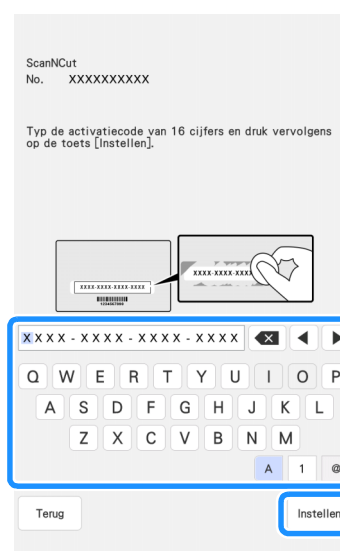 ScanNCut
No. XXXXXXXXXX
Typ de activatiecode van 16 cijfers en druk vervolgens
op de toets [Instellen].
XXXX-XXXX-XXXX-XXXX
1234567890
XXXX-XXXX-XXXX
XXXX-XXXX-XXXX-XXXX
Q W E R T Y U I O P
A S D F G H J K L
Z X C V B N M
A 1 @
Terug Instellen